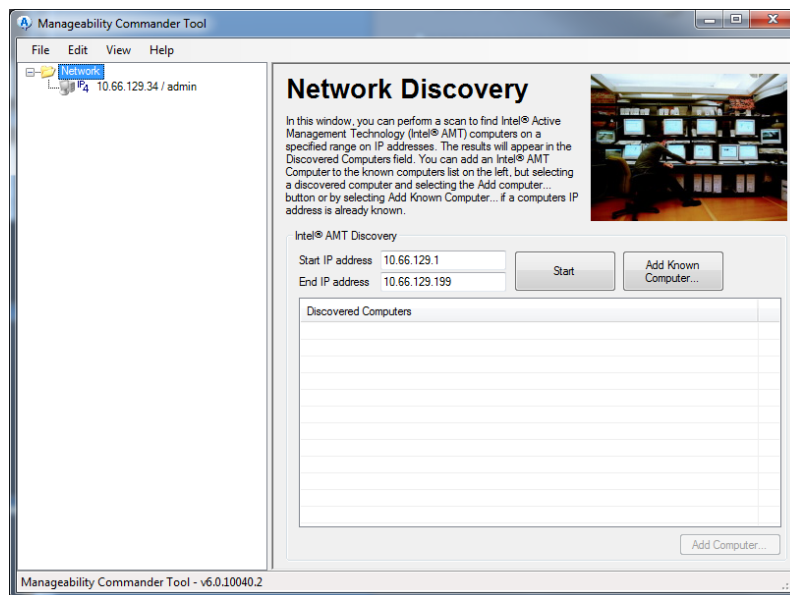 Manageability Commander Tool
File Edit View Help
Network
IP4 10.66.129.34 / admin
Network Discovery
In this window, you can perform a scan to find Intel® Active
Management Technology (Intel® AMT) computers on a
specified range on IP addresses. The results will appear in the
Discovered Computers field. You can add an Intel® AMT
Computer to the known computers list on the left, but selecting
a discovered computer and selecting the Add computer...
button or by selecting Add Known Computer... if a computers IP
address is already known.
Intel® AMT Discovery
Start IP address 10.66.129.1
End IP address 10.66.129.199
Start
Add Known
Computer...
Discovered Computers
Add Computer...
Manageability Commander Tool - v6.0.10040.2